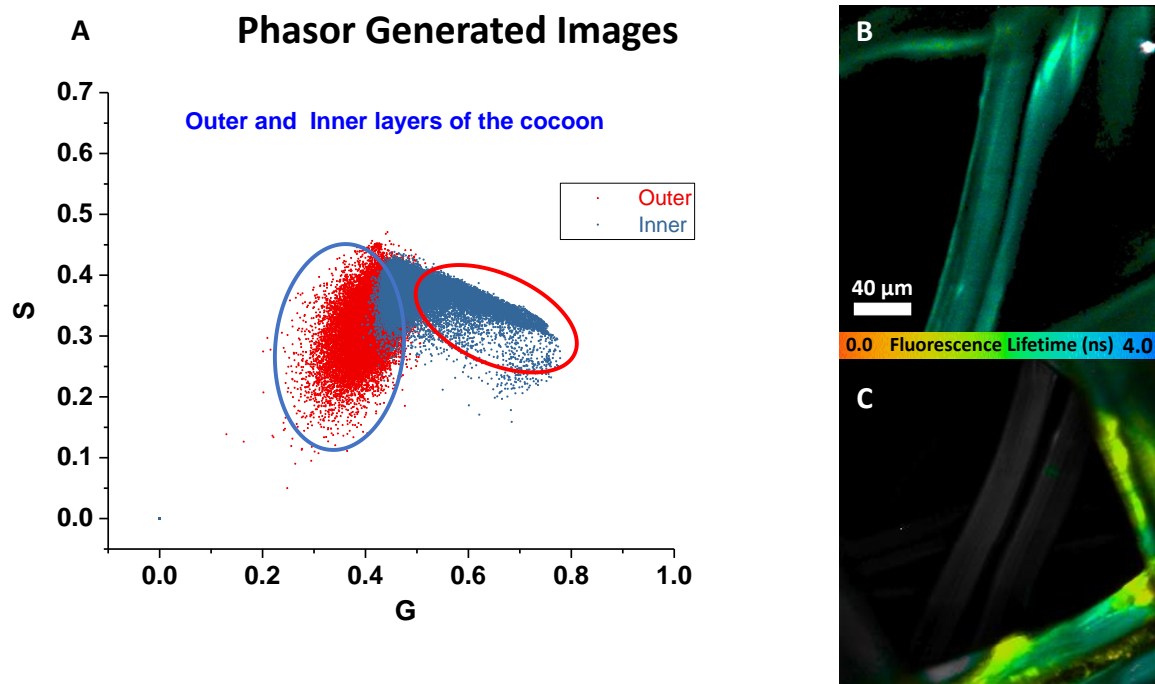 A
Phasor Generated Images
Outer and Inner layers of the cocoon
Outer
Inner
S
0.7
0.6
0.5
0.4
0.3
0.2
0.1
0.0
0.0
0.2
0.4
0.6
0.8
1.0
G
B
40 µm
0.0 Fluorescence Lifetime (ns) 4.0
C